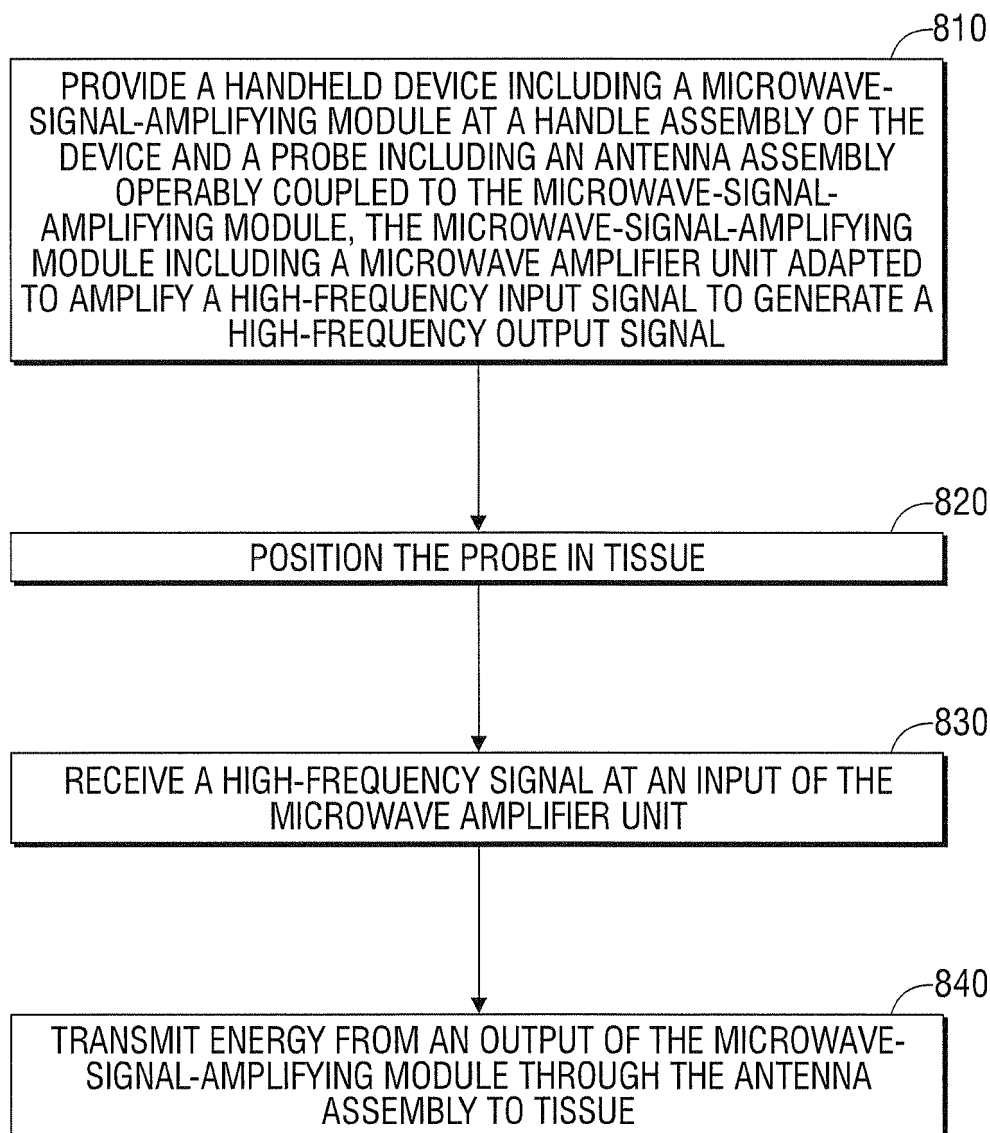 810
PROVIDE A HANDHELD DEVICE INCLUDING A MICROWAVE-
SIGNAL-AMPLIFYING MODULE AT A HANDLE ASSEMBLY OF THE
DEVICE AND A PROBE INCLUDING AN ANTENNA ASSEMBLY
OPERABLY COUPLED TO THE MICROWAVE-SIGNAL-
AMPLIFYING MODULE, THE MICROWAVE-SIGNAL-AMPLIFYING
MODULE INCLUDING A MICROWAVE AMPLIFIER UNIT ADAPTED
TO AMPLIFY A HIGH-FREQUENCY INPUT SIGNAL TO GENERATE A
HIGH-FREQUENCY OUTPUT SIGNAL
820
POSITION THE PROBE IN TISSUE
830
RECEIVE A HIGH-FREQUENCY SIGNAL AT AN INPUT OF THE
MICROWAVE AMPLIFIER UNIT
840
TRANSMIT ENERGY FROM AN OUTPUT OF THE MICROWAVE-
SIGNAL-AMPLIFYING MODULE THROUGH THE ANTENNA
ASSEMBLY TO TISSUE